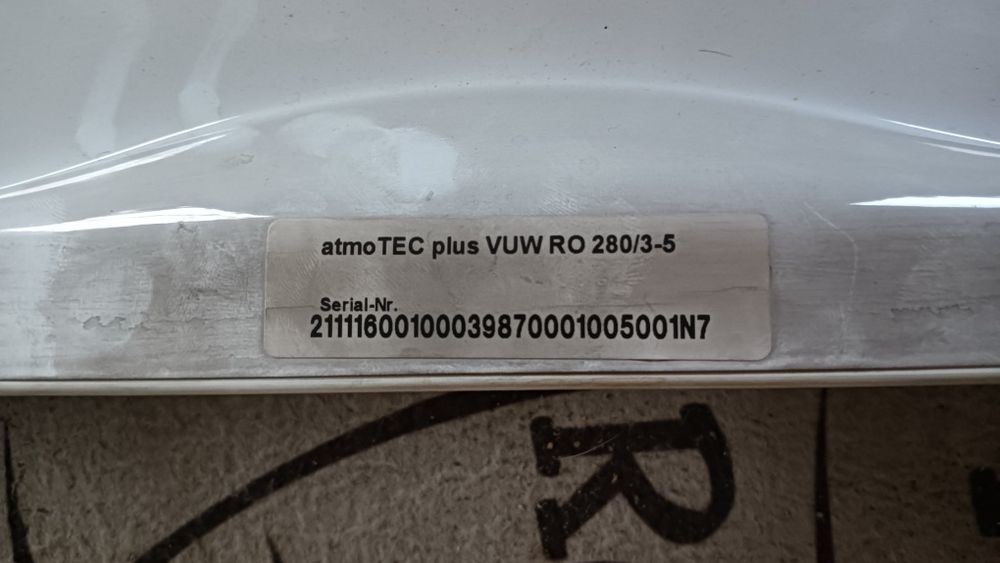 atmoTEC plus VUW RO 280/3-5
Serial-Nr.
21111600100039870001005001N7
R